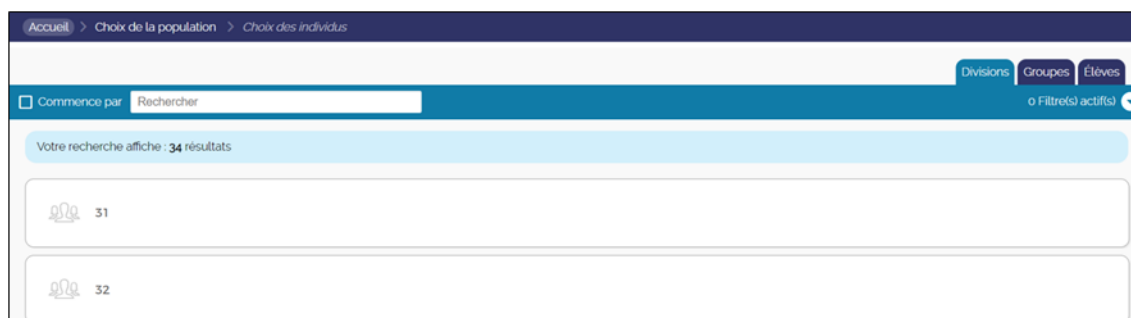 Accueil > Choix de la population > Choix des individus
Divisions Groupes Élèves
Commence par Rechercher 0 Filtre(s) actif(s)
Votre recherche affiche : 34 résultats
31
32